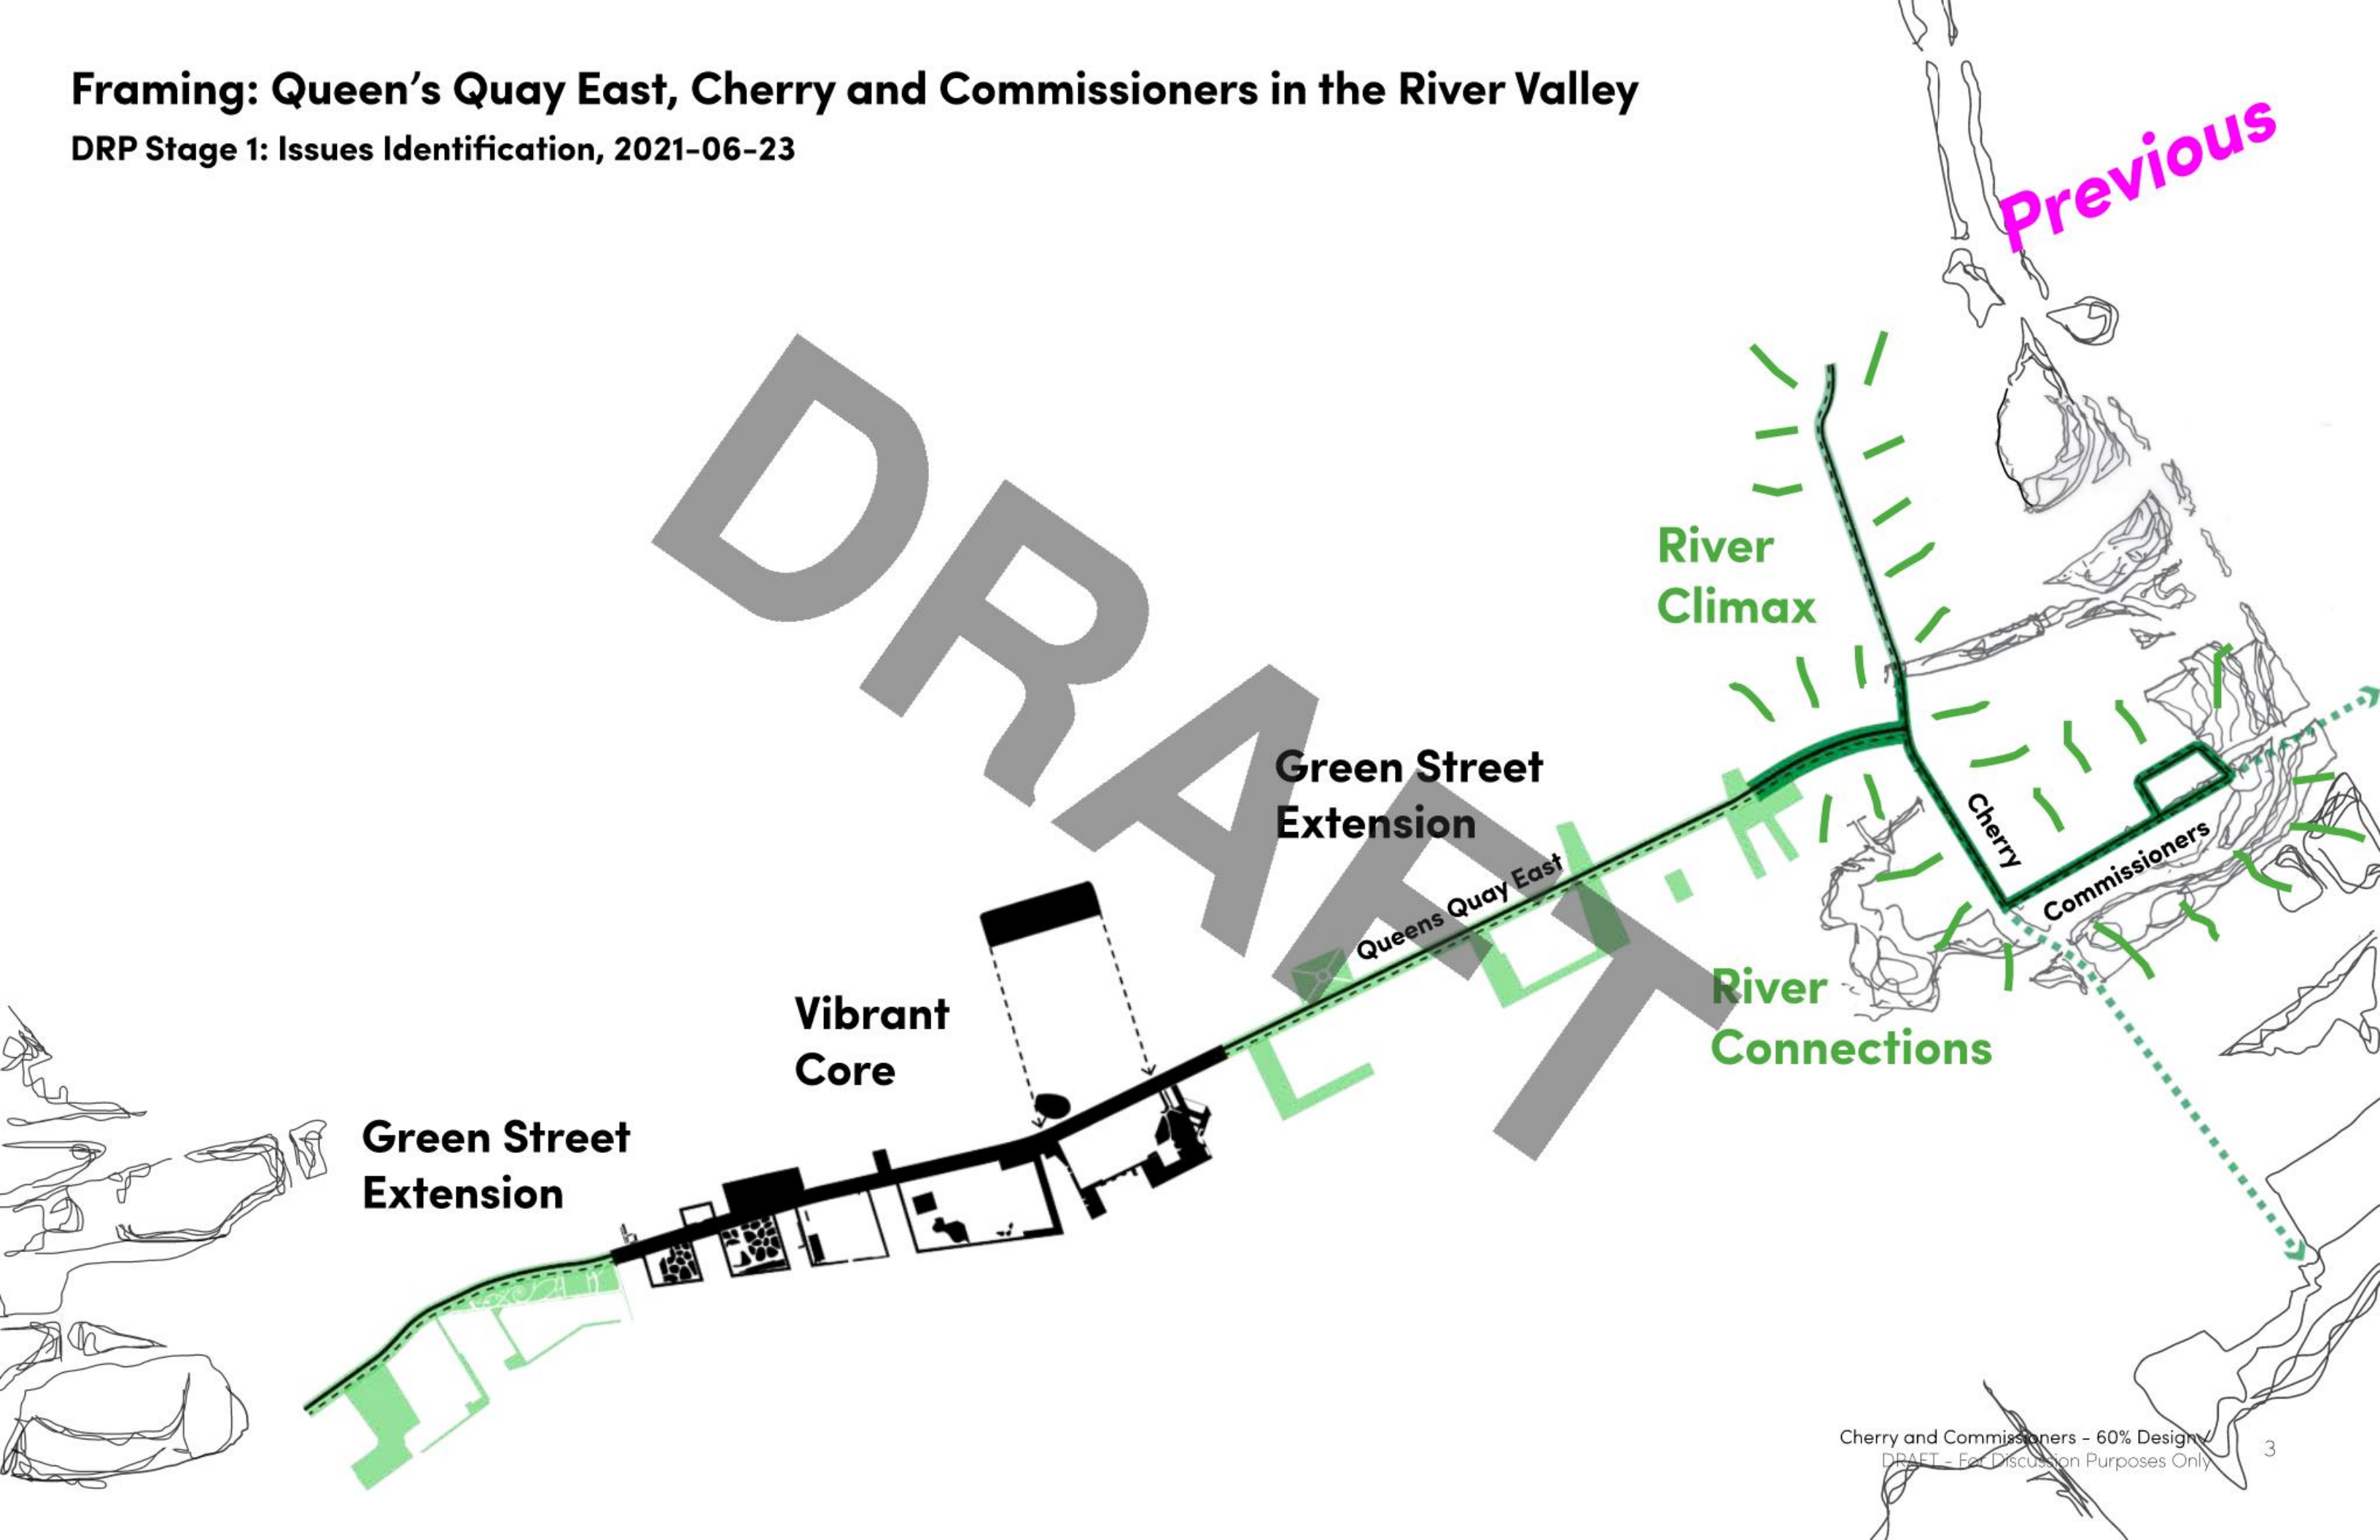 Framing: Queen's Quay East, Cherry and Commissioners in the River Valley
DRP Stage 1: Issues Identification, 2021-06-23
Previous
DRAFT
River
Climax
Green Street
Extension
Queens Quay East
Cherry
Commissioners
River
Connections
Vibrant
Core
Green Street
Extension
Cherry and Commissioners - 60% Design
DRAFT - For Discussion Purposes Only
3